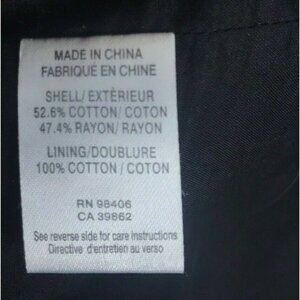 MADE IN CHINA
FABRIQUÉ EN CHINE
SHELL/EXTÈRIEUR
52.6% COTTON/ COTON
47.4% RAYON/ RAYON
LINING/DOUBLURE
100% COTTON / COTON
RN 98406
CA 39862
See reverse side for care instructions
Directive d'entretien au verso